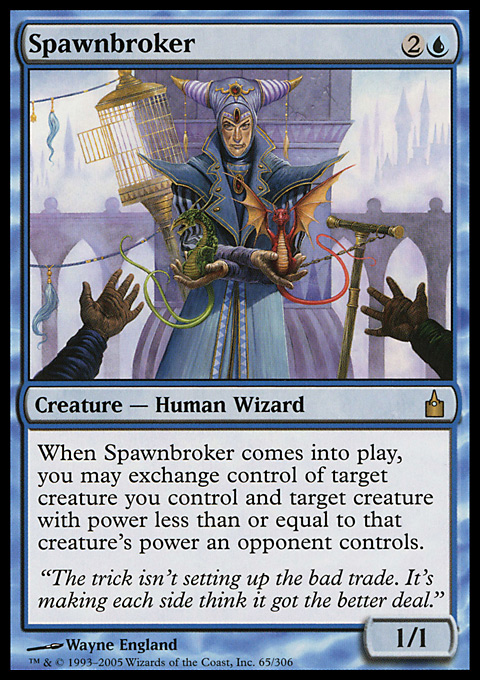 Spawnbroker 2
Creature — Human Wizard
When Spawnbroker comes into play,
you may exchange control of target
creature you control and target creature
with power less than or equal to that
creature's power an opponent controls.
"The trick isn't setting up the bad trade. It's
making each side think it got the better deal."
Wayne England
1/1
™ & © 1993–2005 Wizards of the Coast, Inc. 65/306